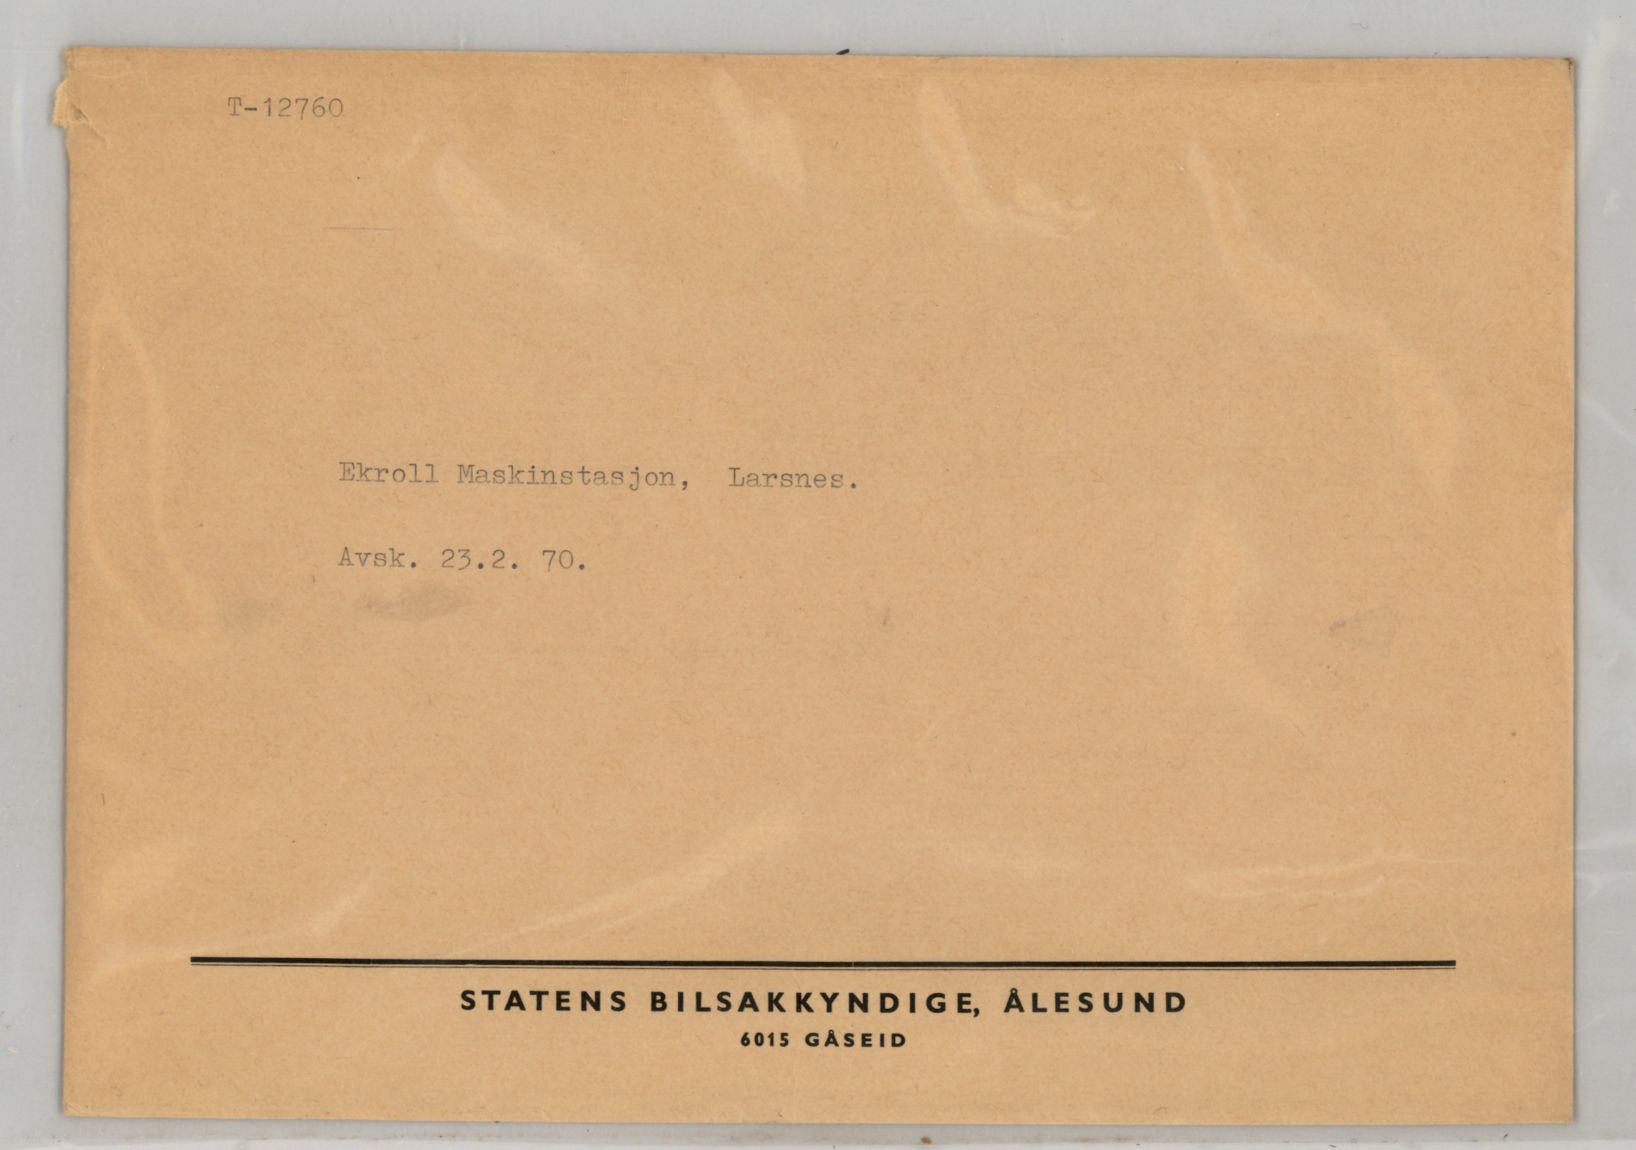 T-12760
Ekroll Maskinstasjon, Larsnes.
Avsk. 23.2. 70.
STATENS BILSAKKYNDIGE, ÅLESUND
6015 GÅSEID